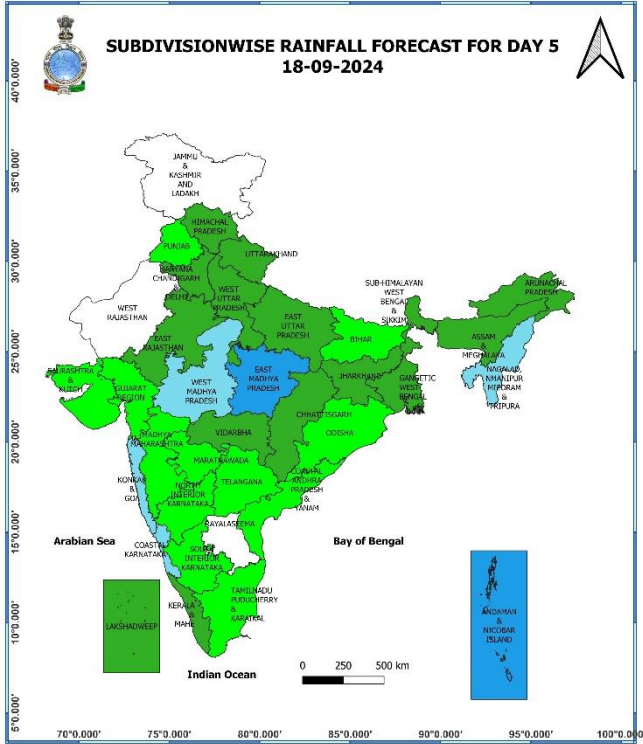 SUBDIVISIONWISE RAINFALL FORECAST FOR DAY 5
18-09-2024
40°0.000'
35°0.000'
30°0.000'
25°0.000'
20°0.000'
15°0.000'
10°0.000'
5°0.000'
JAMMU
&
KASHMIR
AND
LADAKH
HIMACHAL
PRADESH
PUNJAB
UTTARAKHAND
HARYANA
CHANDIGARH
&
DELHI
WEST
UTTAR
PRADESH
WEST
RAJASTHAN
EAST
RAJASTHAN
EAST
UTTAR
PRADESH
SUB-HIMALAYAN
WEST
BENGAL
&
SIKKIM
ARUNACHAL
PRADESH
BIHAR
ASSAM
&
MEGHALAYA
NAGALAD,
NMANIPUR
MIZORAM
&
TRIPURA
SAURASHTRA
&
KUTCH
GUJARAT
REGION
WEST
MADHYA
PRADESH
EAST
MADHYA
PRADESH
JHARKHAND
GANGETIC
WEST
BENGAL
CHHATTISGARH
ODISHA
VIDARBHA
MADHYA
MAHARASHTRA
MARATHWADA
KONKAN
&
GOA
NORTH
INTERIOR
KARNATAKA
TELANGANA
COASTAL
ANDHRA
PRADESH
&
YANAM
RAYALASEEMA
COASTAL
KARNATAKA
SOUTH
INTERIOR
KARNATAKA
Arabian Sea
Bay of Bengal
TAMILNADU
PUDUCHERRY
&
KARAIKAL
KERALA
&
MAHE
LAKSHADWEEP
ANDAMAN
&
NICOBAR
ISLAND
Indian Ocean
0 250 500 km
70°0.000' 75°0.000' 80°0.000' 85°0.000' 90°0.000' 95°0.000' 100°0.000'